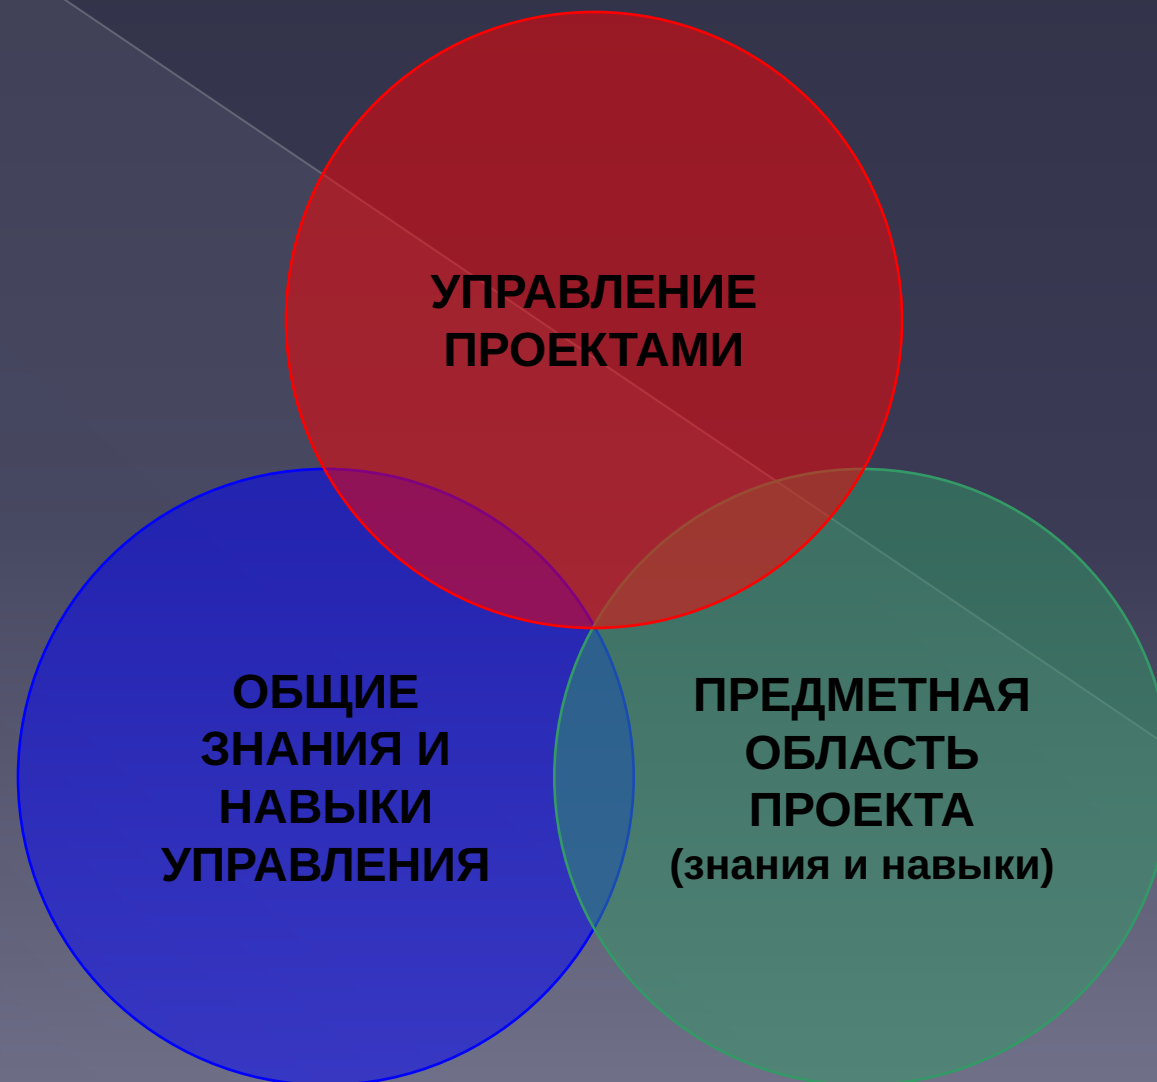 УПРАВЛЕНИЕ
ПРОЕКТАМИ
ОБЩИЕ
ЗНАНИЯ И
НАВЫКИ
УПРАВЛЕНИЯ
ПРЕДМЕТНАЯ
ОБЛАСТЬ
ПРОЕКТА
(знания и навыки)